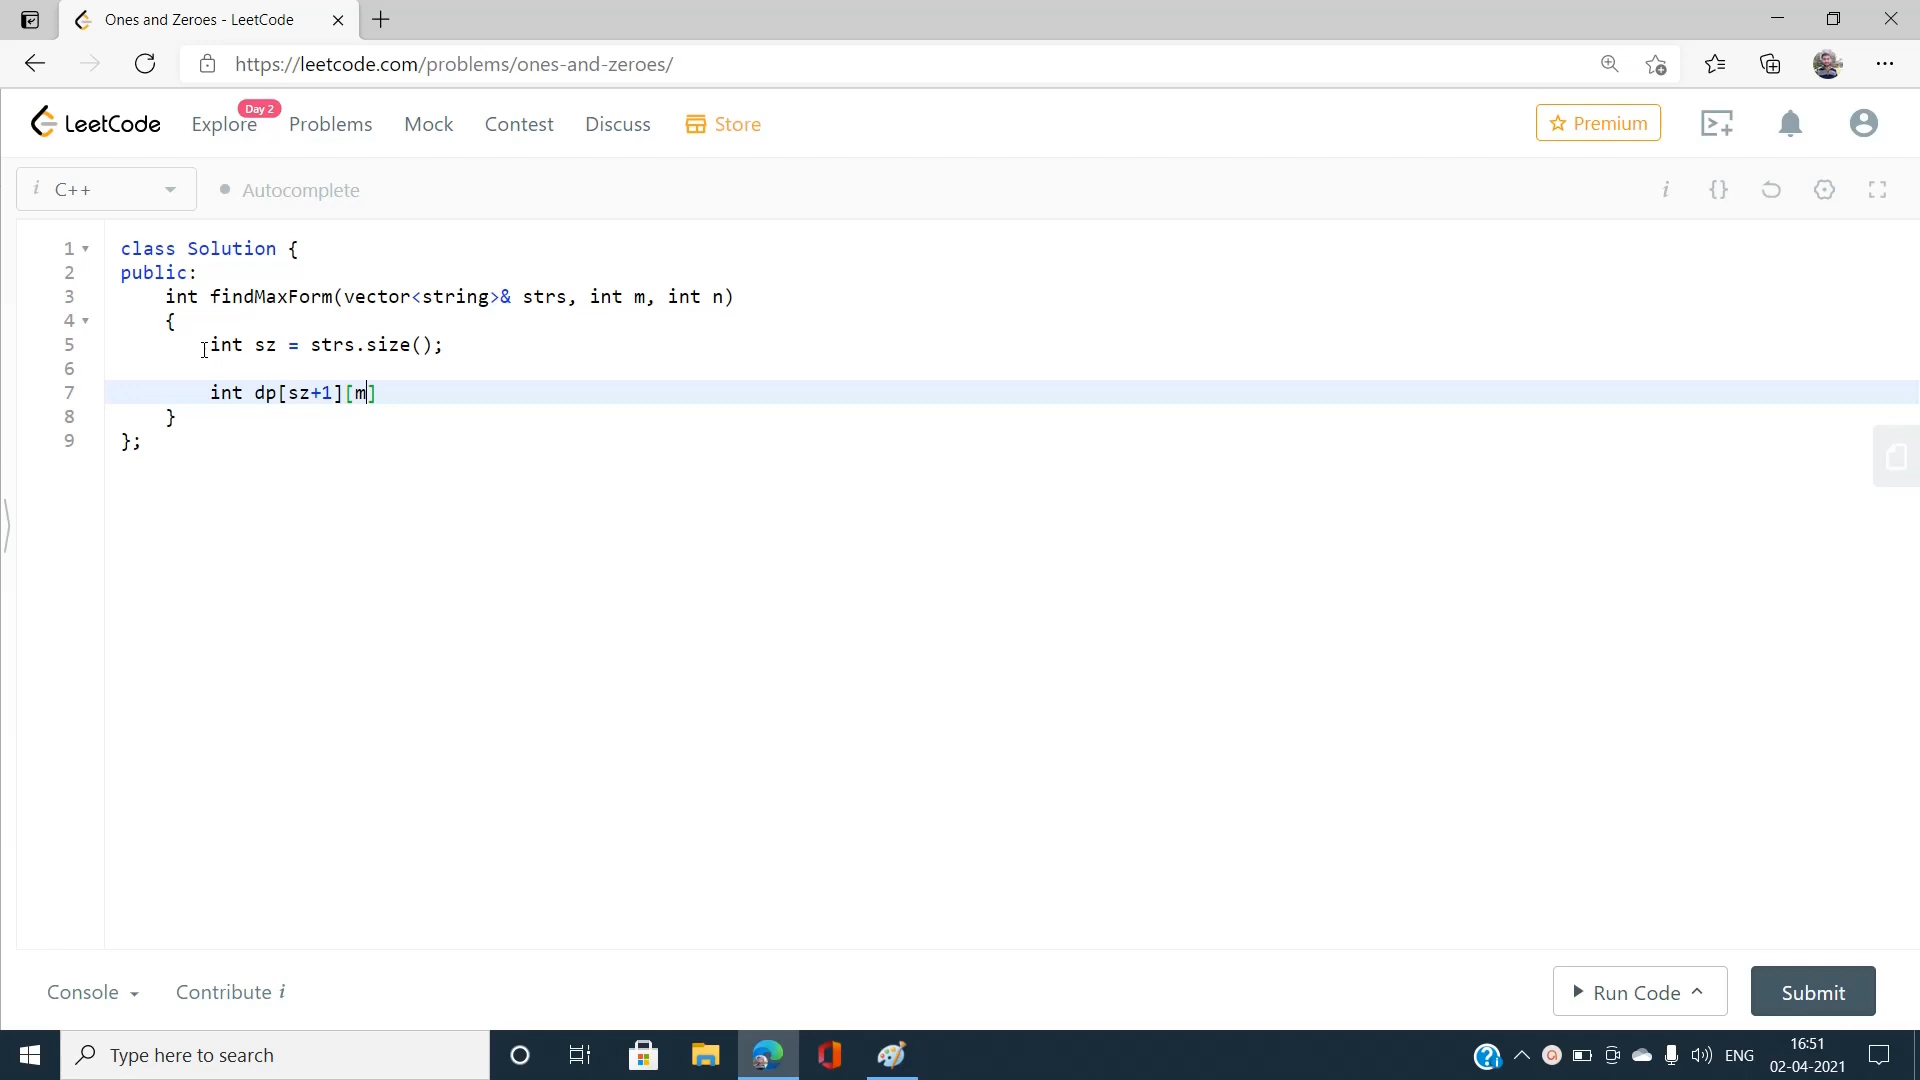 Ones and Zeroes - LeetCode
https://leetcode.com/problems/ones-and-zeroes/
LeetCode Explore Day 2 Problems Mock Contest Discuss Store Premium
i C++ Autocomplete i {}
1 class Solution {
2 public:
3 int findMaxForm(vector<string>& strs, int m, int n)
4 {
5 int sz = strs.size();
6
7 int dp[sz+1][m]
8 }
9 };
Console Contribute i Run Code Submit
Type here to search
ENG
16:51
02-04-2021